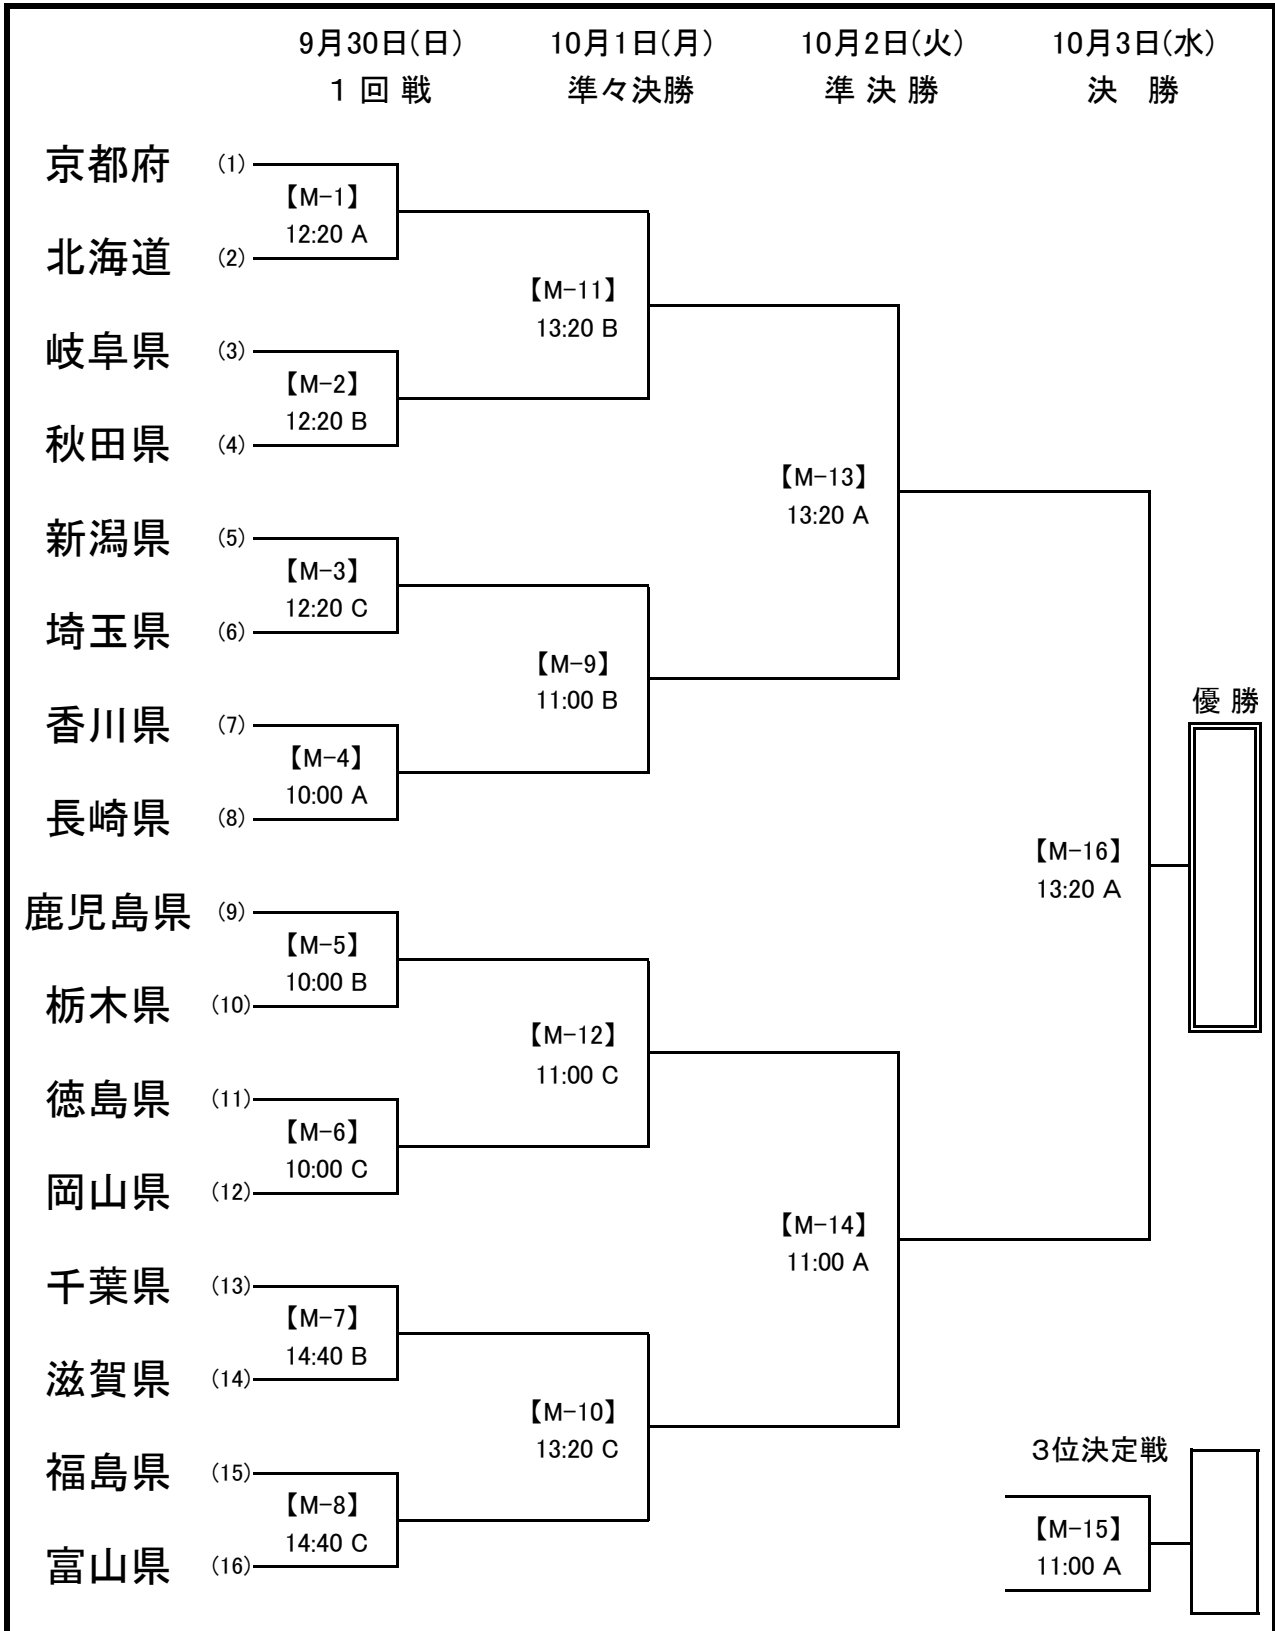 9月30日(日) 10月1日(月) 10月2日(火) 10月3日(水)
1 回 戦 準々決勝 準 決 勝 決 勝
京都府 (1)
【M-1】
12:20 A
北海道 (2)
【M-11】
13:20 B
岐阜県 (3)
【M-2】
12:20 B
秋田県 (4)
【M-13】
13:20 A
新潟県 (5)
【M-3】
12:20 C
埼玉県 (6)
【M-9】
11:00 B
優 勝
香川県 (7)
【M-4】
10:00 A
長崎県 (8)
【M-16】
13:20 A
鹿児島県 (9)
【M-5】
10:00 B
栃木県 (10)
【M-12】
11:00 C
徳島県 (11)
【M-6】
10:00 C
岡山県 (12)
【M-14】
11:00 A
千葉県 (13)
【M-7】
14:40 B
滋賀県 (14)
【M-10】
13:20 C
3位決定戦
福島県 (15)
【M-8】
14:40 C
【M-15】
11:00 A
富山県 (16)